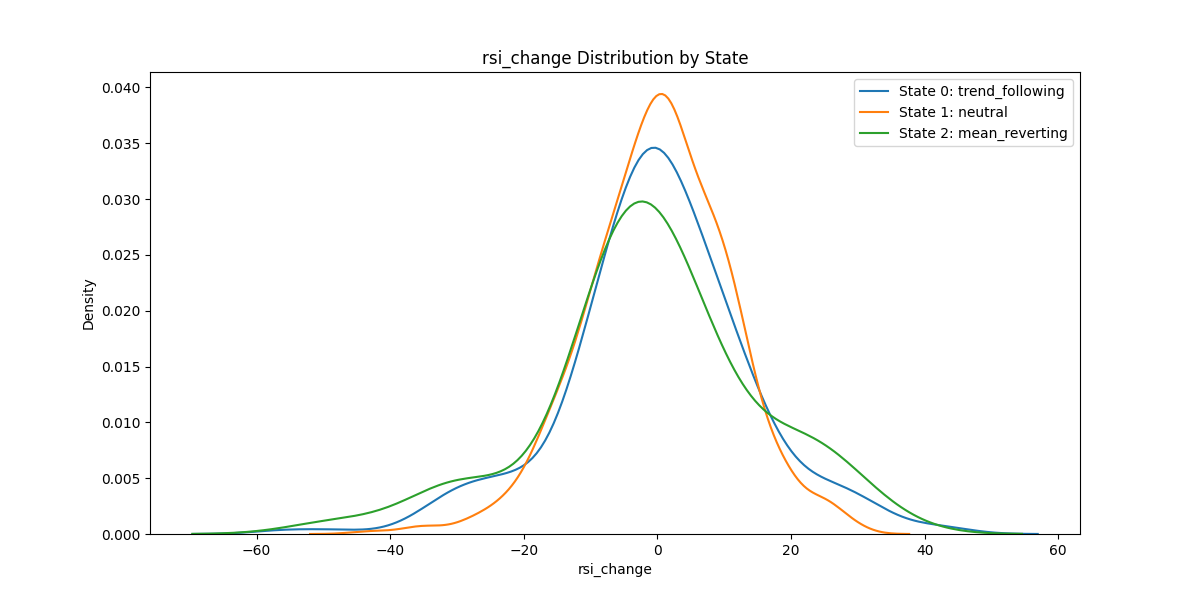 rsi_change Distribution by State
State 0: trend_following
State 1: neutral
State 2: mean_reverting
0.040
0.035
0.030
0.025
0.020
0.015
0.010
0.005
0.000
Density
−60
−40
−20
0
20
40
60
rsi_change